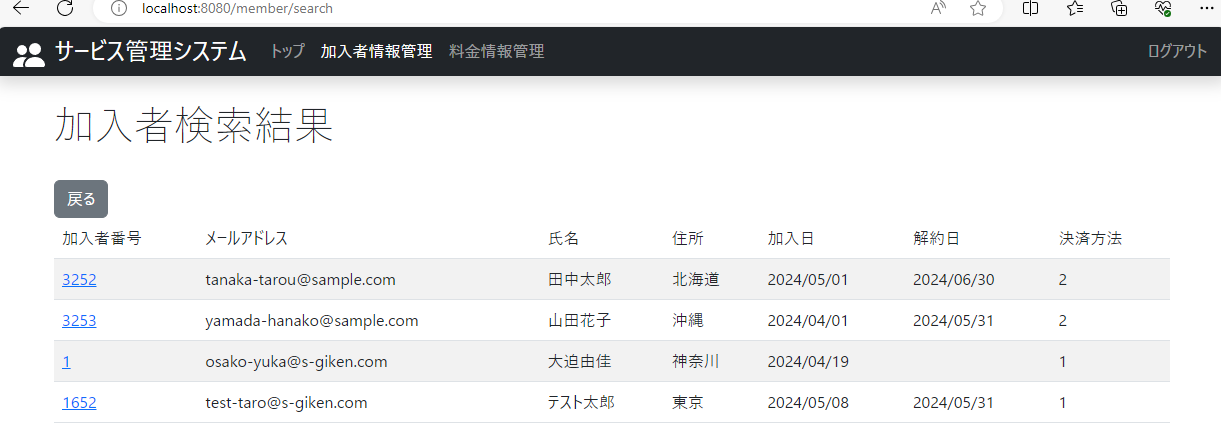 localhost:8080/member/search
サービス管理システム トップ 加入者情報管理 料金情報管理 ログアウト
加入者検索結果
戻る
加入者番号 メールアドレス 氏名 住所 加入日 解約日 決済方法
3252 tanaka-tarou@sample.com 田中太郎 北海道 2024/05/01 2024/06/30 2
3253 yamada-hanako@sample.com 山田花子 沖縄 2024/04/01 2024/05/31 2
1 osako-yuka@s-giken.com 大迫由佳 神奈川 2024/04/19 1
1652 test-taro@s-giken.com テスト太郎 東京 2024/05/08 2024/05/31 1